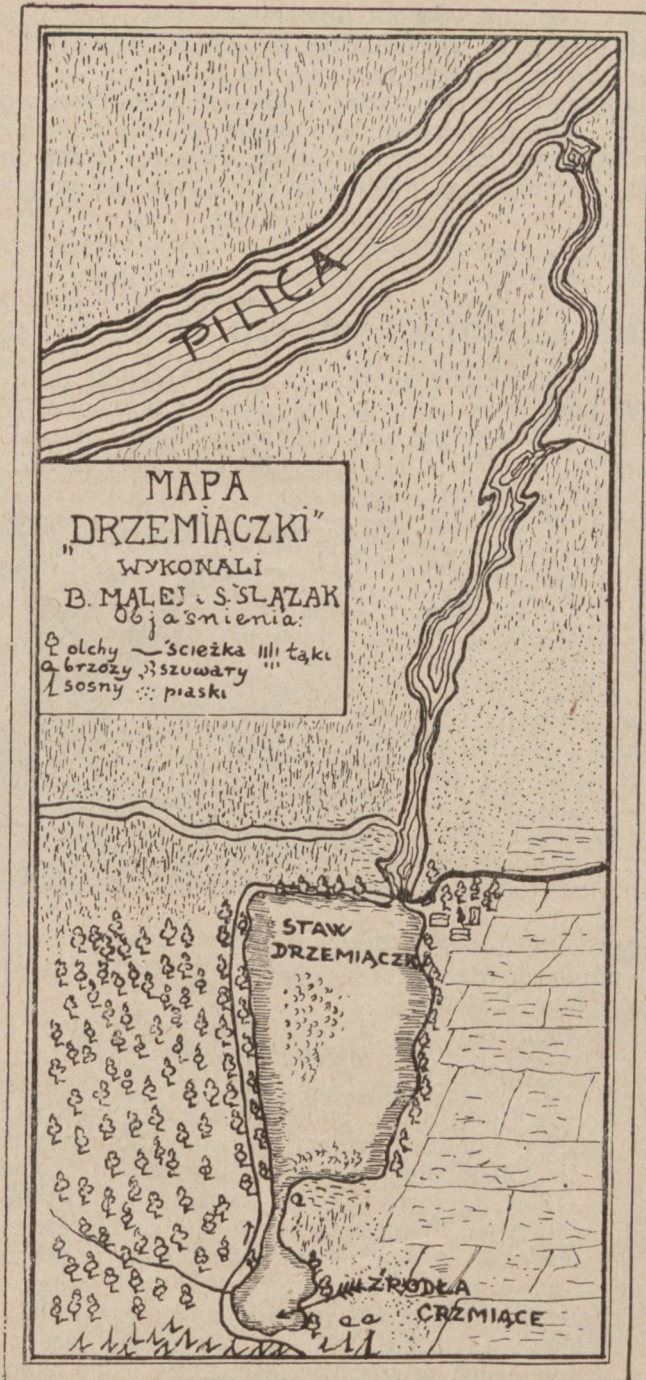 PILICA
MAPA
„DRZEMIĄCZKI"
WYKONALI
B. MALEJ i S. ŚLĄZAK
Objaśnienia:
olchy ścieżka łąki
brzozy szuwary
sosny piaski
STAW
DRZEMIĄCZKI
ŹRÓDŁA
GRZMIĄCE